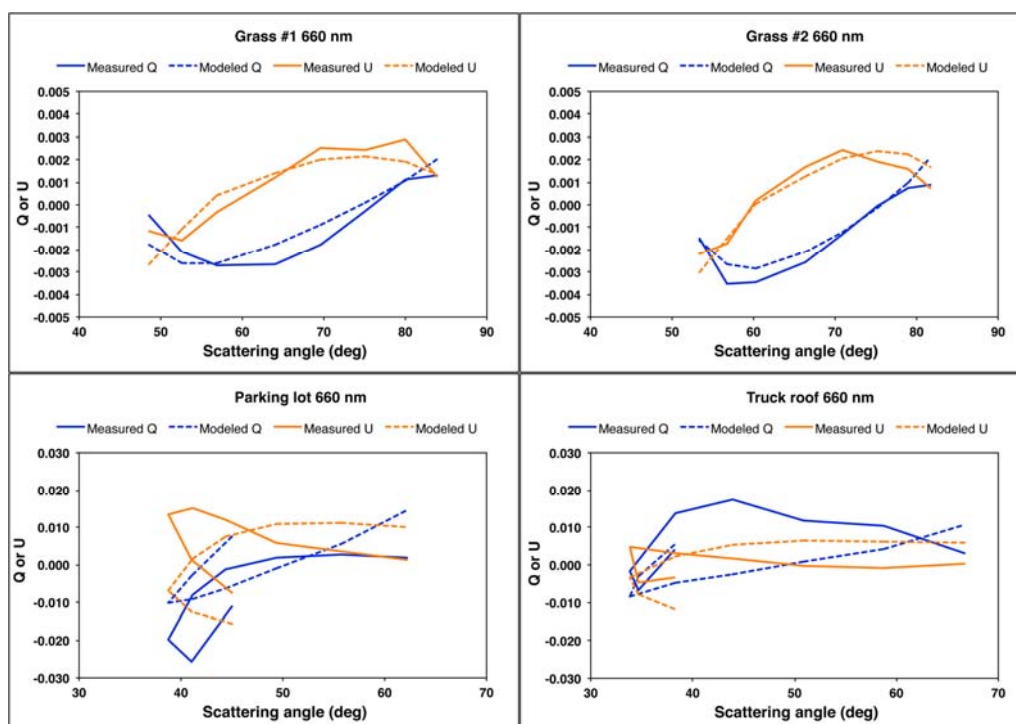 Grass #1 660 nm
Measured Q
Modeled Q
Measured U
Modeled U
0.005
0.004
0.003
0.002
0.001
0.000
-0.001
-0.002
-0.003
-0.004
-0.005
Q or U
40 50 60 70 80 90
Scattering angle (deg)
Grass #2 660 nm
Measured Q
Modeled Q
Measured U
Modeled U
0.005
0.004
0.003
0.002
0.001
0.000
-0.001
-0.002
-0.003
-0.004
-0.005
Q or U
40 50 60 70 80 90
Scattering angle (deg)
Parking lot 660 nm
Measured Q
Modeled Q
Measured U
Modeled U
0.030
0.020
0.010
0.000
-0.010
-0.020
-0.030
Q or U
30 40 50 60 70
Scattering angle (deg)
Truck roof 660 nm
Measured Q
Modeled Q
Measured U
Modeled U
0.030
0.020
0.010
0.000
-0.010
-0.020
-0.030
Q or U
30 40 50 60 70
Scattering angle (deg)